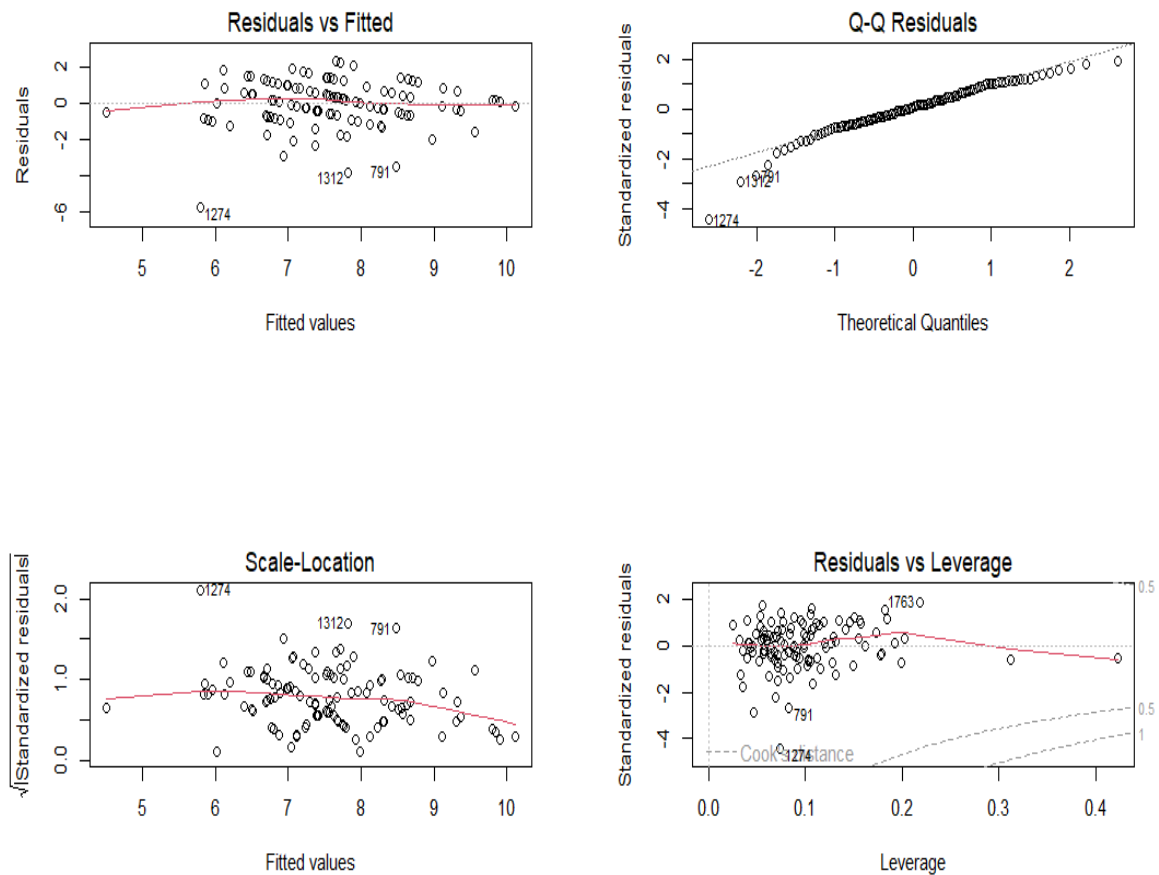 Residuals vs Fitted
Residuals
2
0
-2
-4
-6
1312
791
1274
5 6 7 8 9 10
Fitted values
Q-Q Residuals
Standardized residuals
2
0
-2
-4
791
1312
1274
-2 -1 0 1 2
Theoretical Quantiles
Scale-Location
√|Standardized residuals|
2.0
1.0
0.0
1274
1312
791
5 6 7 8 9 10
Fitted values
Residuals vs Leverage
Standardized residuals
2
0
-2
-4
1763
791
1274
Cook's distance
0.5
0.5
1
0.0 0.1 0.2 0.3 0.4
Leverage